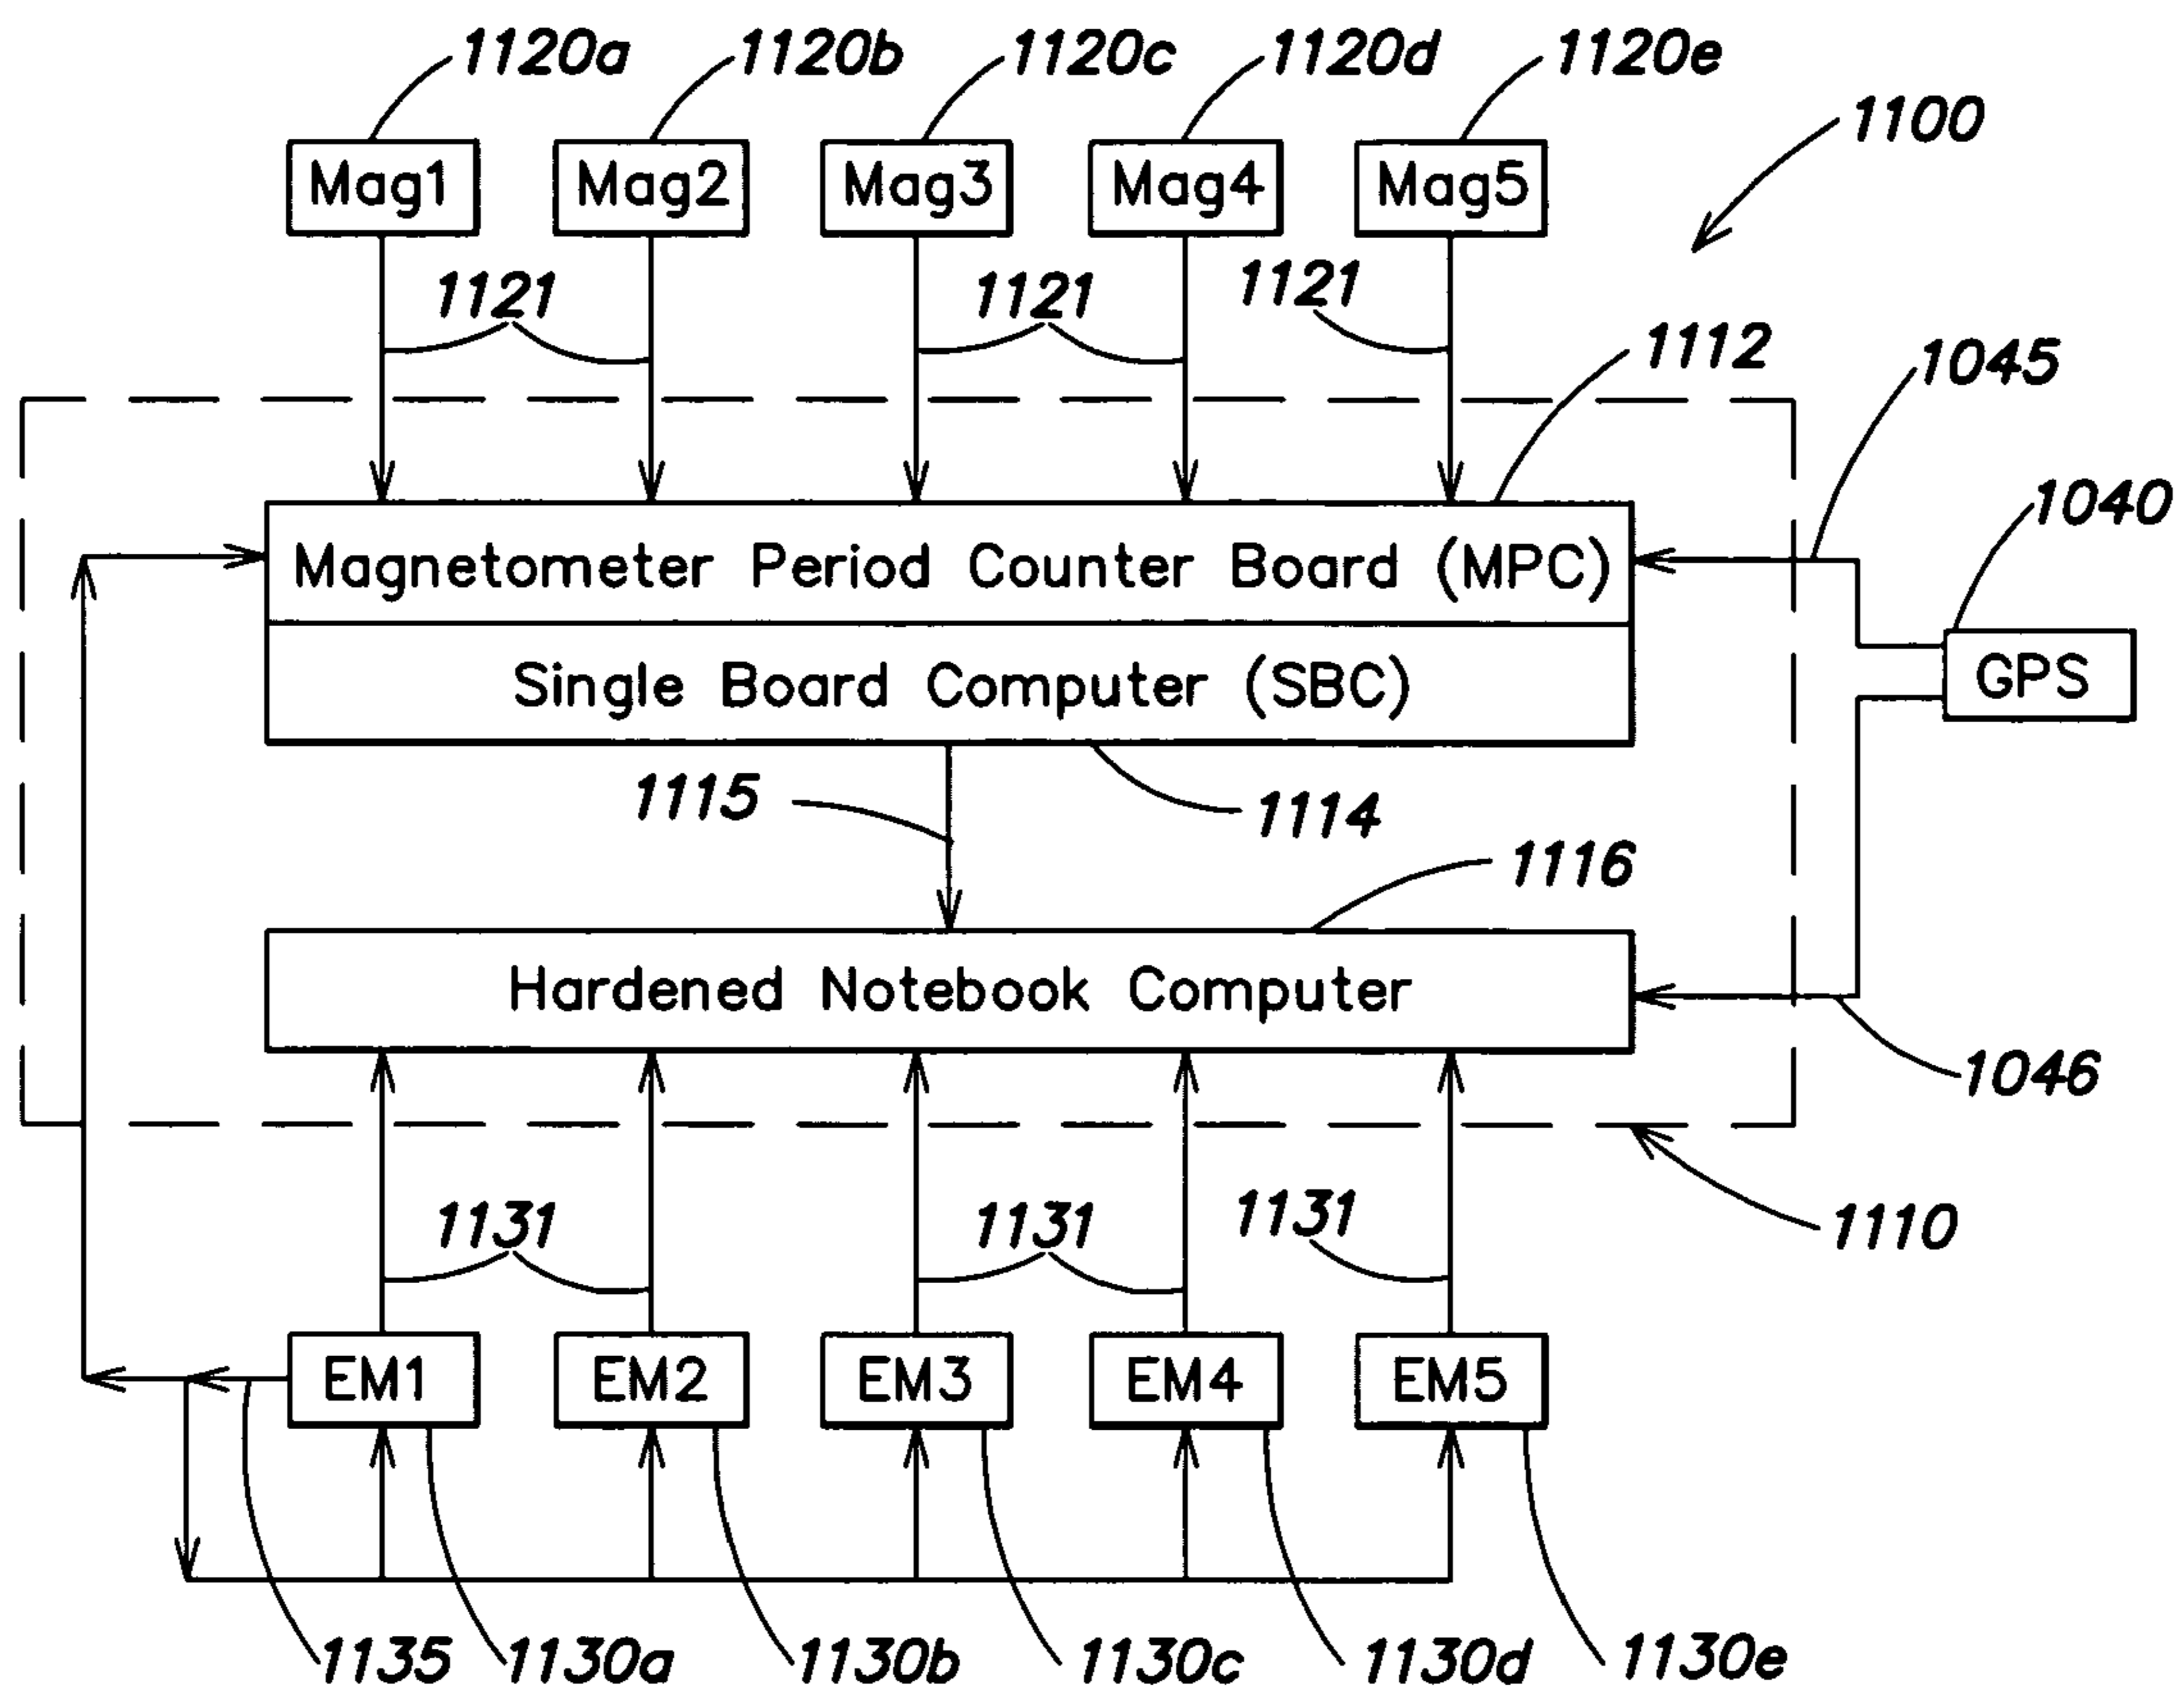 1120a 1120b 1120c 1120d 1120e
1100
Mag1 Mag2 Mag3 Mag4 Mag5
1121 1121 1121
1112
1045
1040
Magnetometer Period Counter Board (MPC)
Single Board Computer (SBC)
GPS
1115
1114
1116
Hardened Notebook Computer
1046
1110
1131 1131 1131
EM1 EM2 EM3 EM4 EM5
1135 1130a 1130b 1130c 1130d 1130e